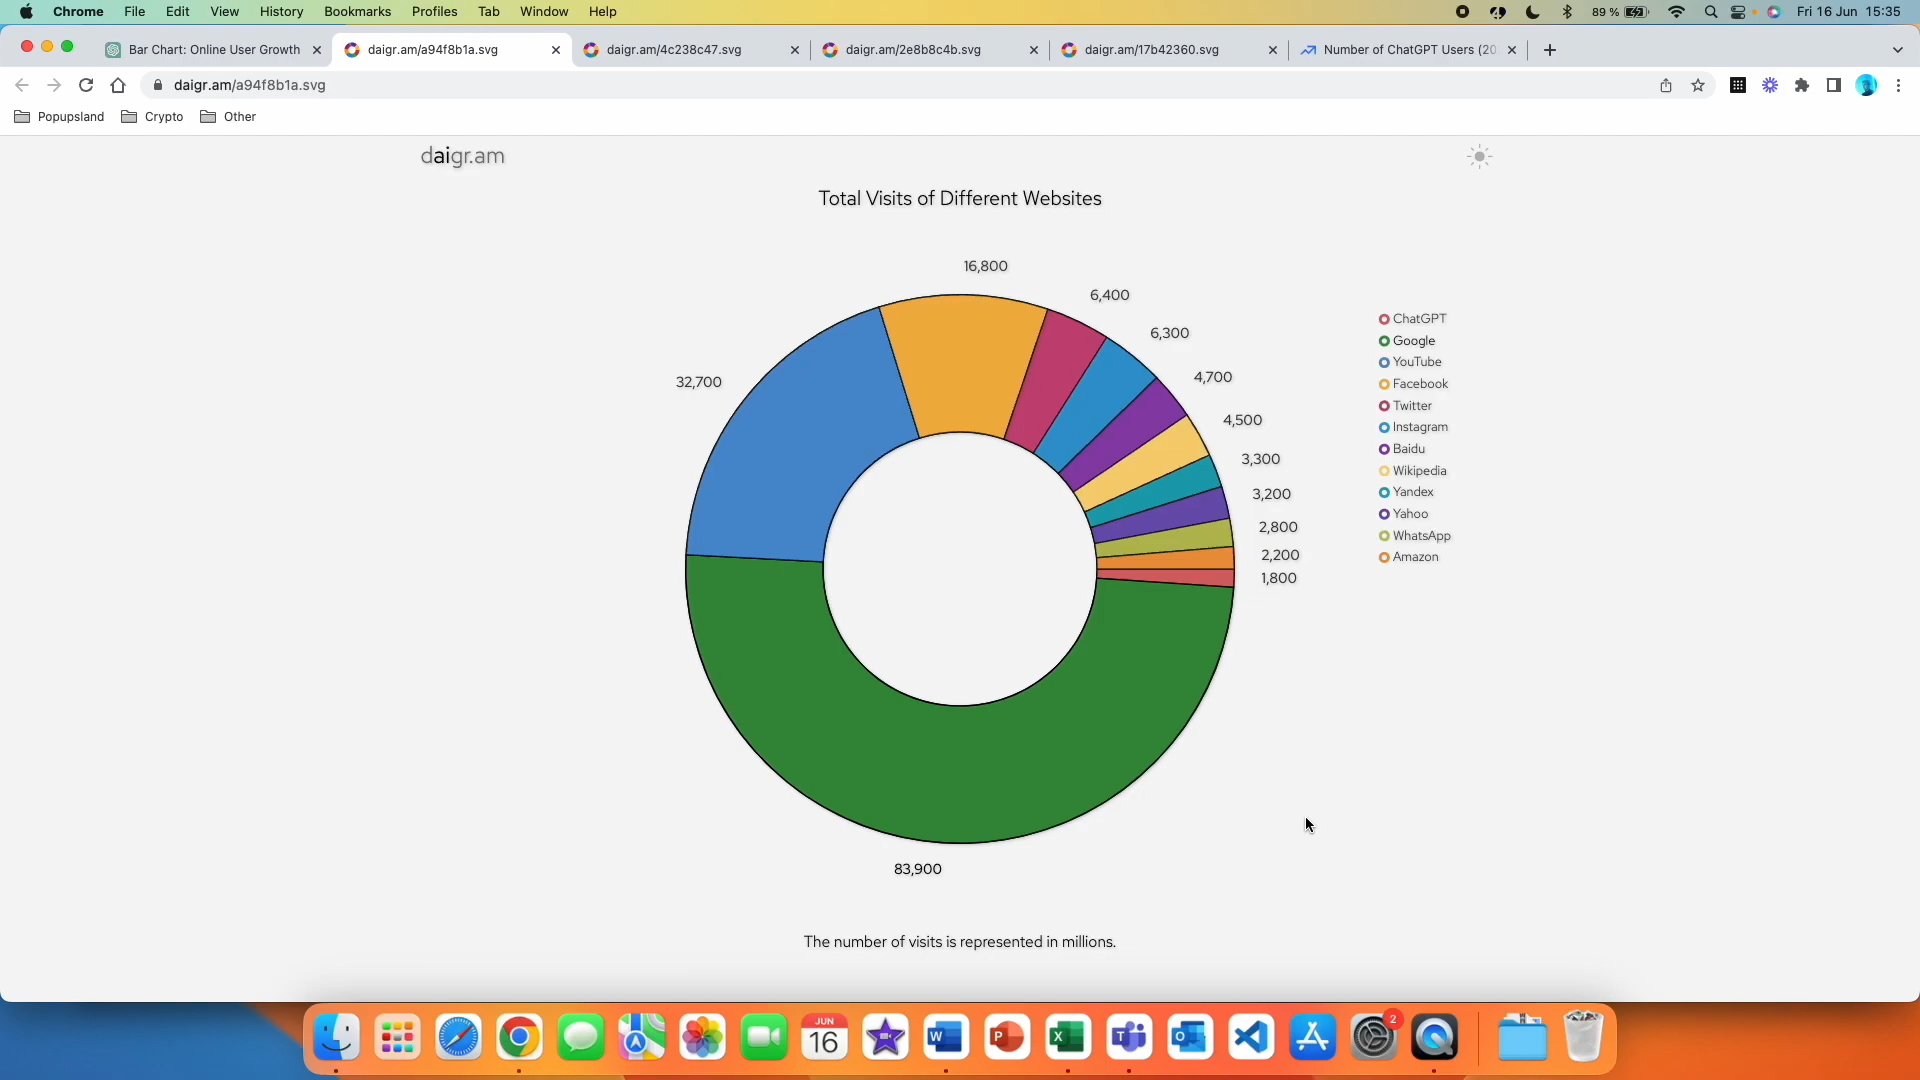 Chrome File Edit View History Bookmarks Profiles Tab Window Help 89 % Fri 16 Jun 15:35
Bar Chart: Online User Growth daigr.am/a94f8b1a.svg daigr.am/4c238c47.svg daigr.am/2e8b8c4b.svg daigr.am/17b42360.svg Number of ChatGPT Users (20
daigr.am/a94f8b1a.svg
Popupsland Crypto Other
daigr.am
Total Visits of Different Websites
16,800
6,400
6,300
4,700
4,500
3,300
3,200
2,800
2,200
1,800
32,700
83,900
ChatGPT
Google
YouTube
Facebook
Twitter
Instagram
Baidu
Wikipedia
Yandex
Yahoo
WhatsApp
Amazon
The number of visits is represented in millions.
JUN
16
W
P
X
T
O
2